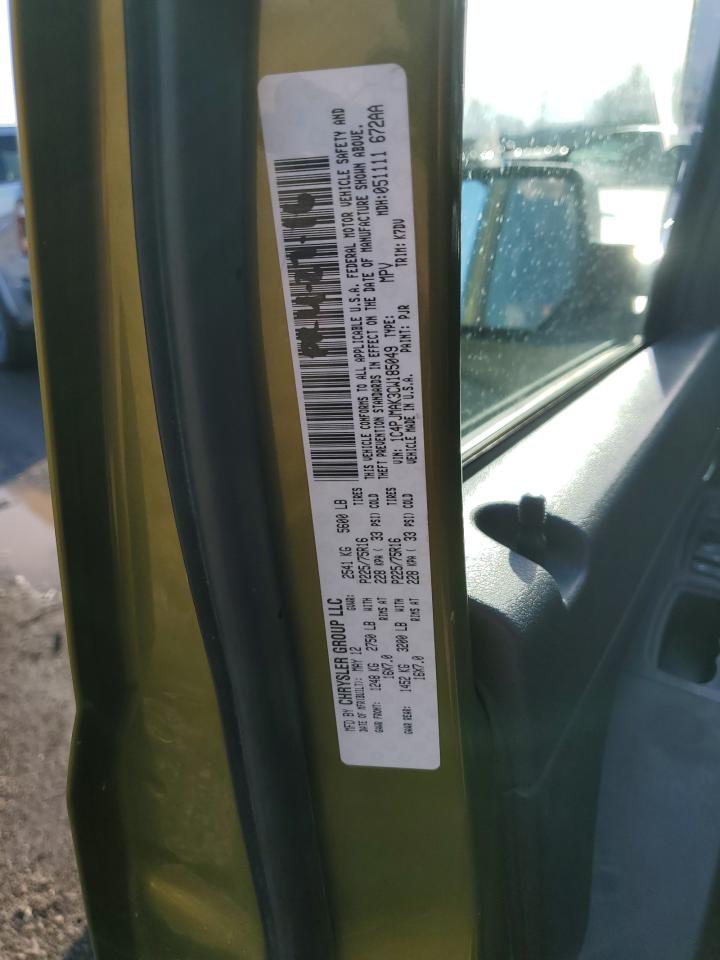 MFD BY CHRYSLER GROUP LLC
DATE OF MFR(BUILT): MAY 12 GVWR: 2541 KG 5600 LB
GAWR FRONT: 1248 KG 2750 LB WITH P225/75R16 TIRES
16X7.0 RIMS AT 228 KPA ( 33 PSI) COLD
GAWR REAR: 1452 KG 3200 LB WITH P225/75R16 TIRES
16X7.0 RIMS AT 228 KPA ( 33 PSI) COLD
THIS VEHICLE CONFORMS TO ALL APPLICABLE U.S.A. FEDERAL MOTOR VEHICLE SAFETY AND
THEFT PREVENTION STANDARDS IN EFFECT ON THE DATE OF MANUFACTURE SHOWN ABOVE.
VIN: 1C4PJMAK3CW185049 TYPE: MPV MDH:051111 672AA
VEHICLE MADE IN U.S.A. PAINT: PJR TRIM: K7DV